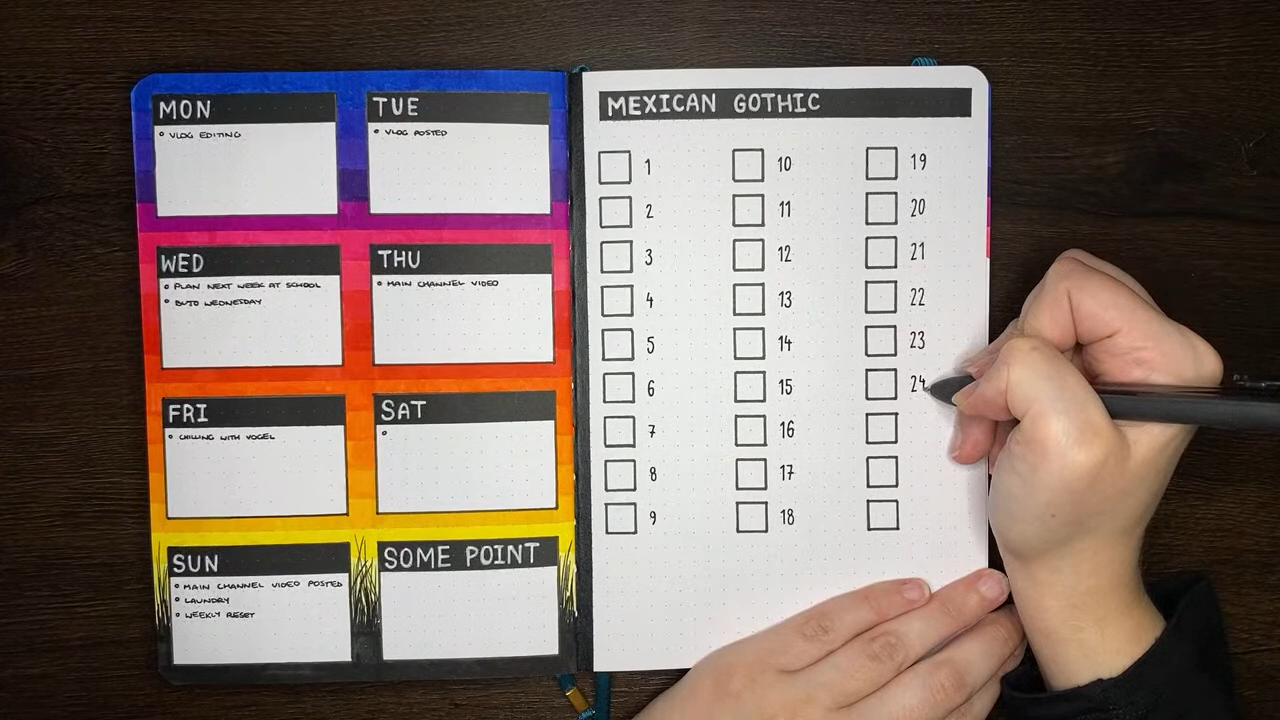 MON
VLOG EDITING
TUE
VLOG POSTED
WED
PLAN NEXT WEEK AT SCHOOL
BUJO WEDNESDAY
THU
MAIN CHANNEL VIDEO
FRI
CHILLING WITH VOGEL
SAT
SUN
MAIN CHANNEL VIDEO POSTED
LAUNDRY
WEEKLY RESET
SOME POINT
MEXICAN GOTHIC
1
2
3
4
5
6
7
8
9
10
11
12
13
14
15
16
17
18
19
20
21
22
23
24